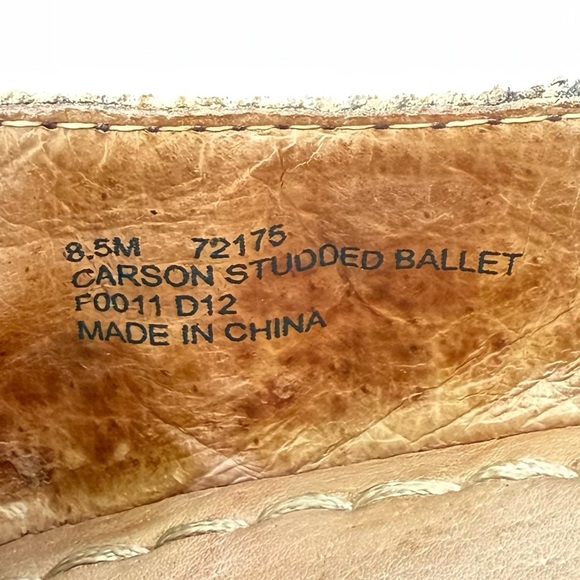 8.5M 72175
CARSON STUDDED BALLET
F0011 D12
MADE IN CHINA